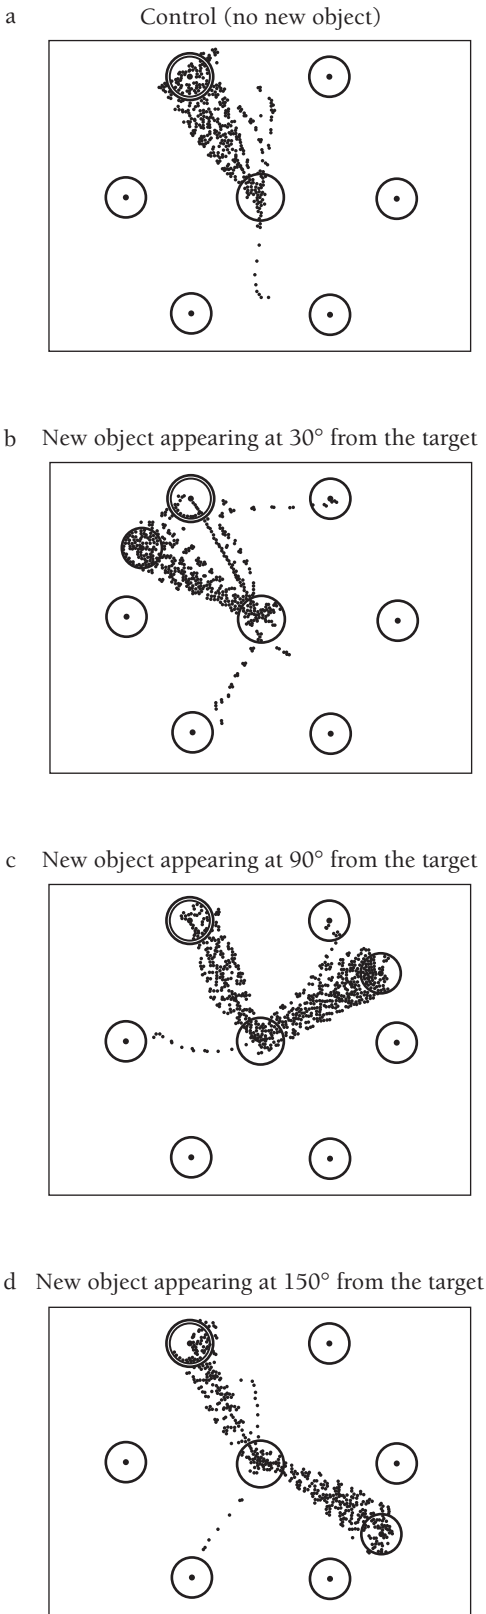 a Control (no new object)
b New object appearing at 30° from the target
c New object appearing at 90° from the target
d New object appearing at 150° from the target